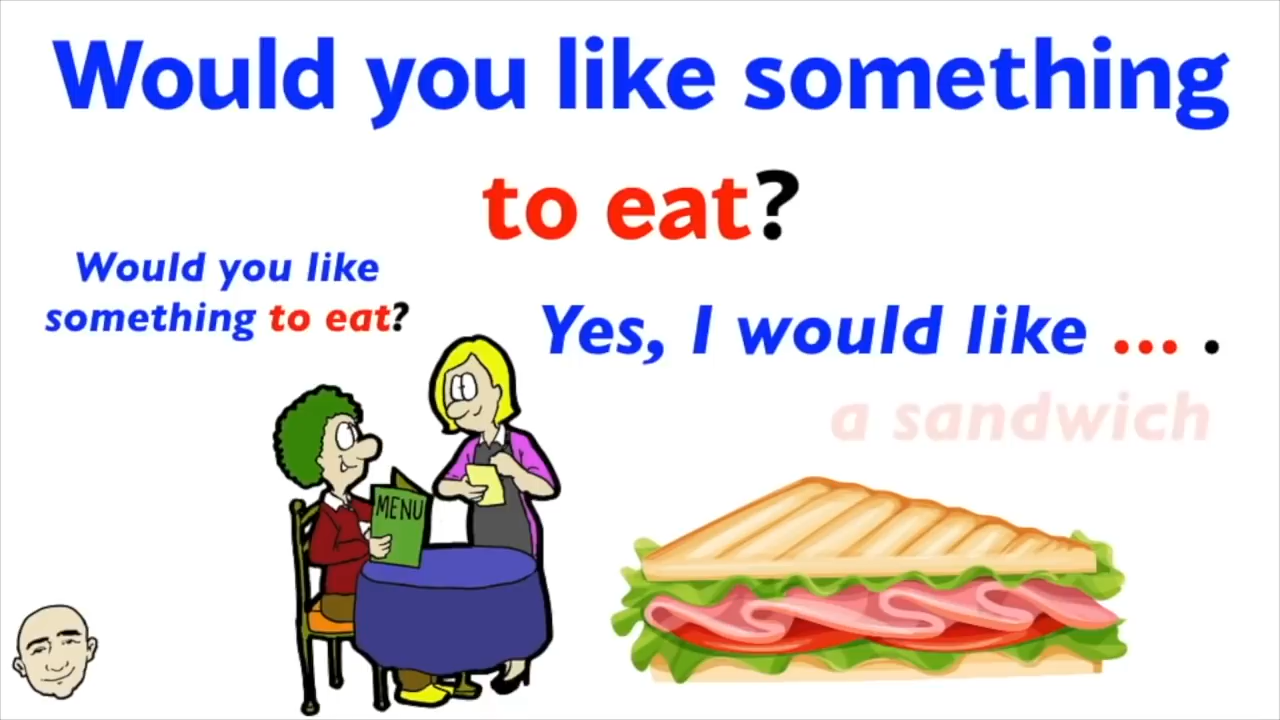 Would you like something
to eat?
Would you like
something to eat?
Yes, I would like ... .
a sandwich
MENU